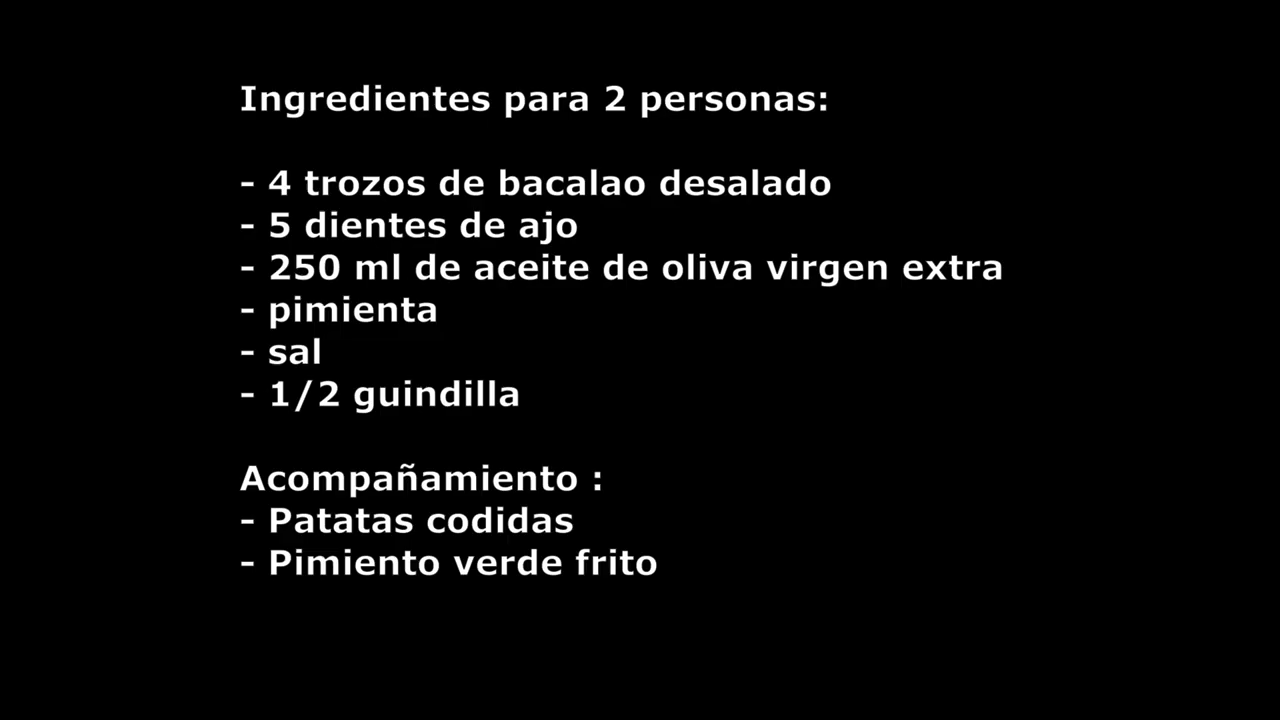 Ingredientes para 2 personas:
- 4 trozos de bacalao desalado
- 5 dientes de ajo
- 250 ml de aceite de oliva virgen extra
- pimienta
- sal
- 1/2 guindilla
Acompañamiento :
- Patatas codidas
- Pimiento verde frito